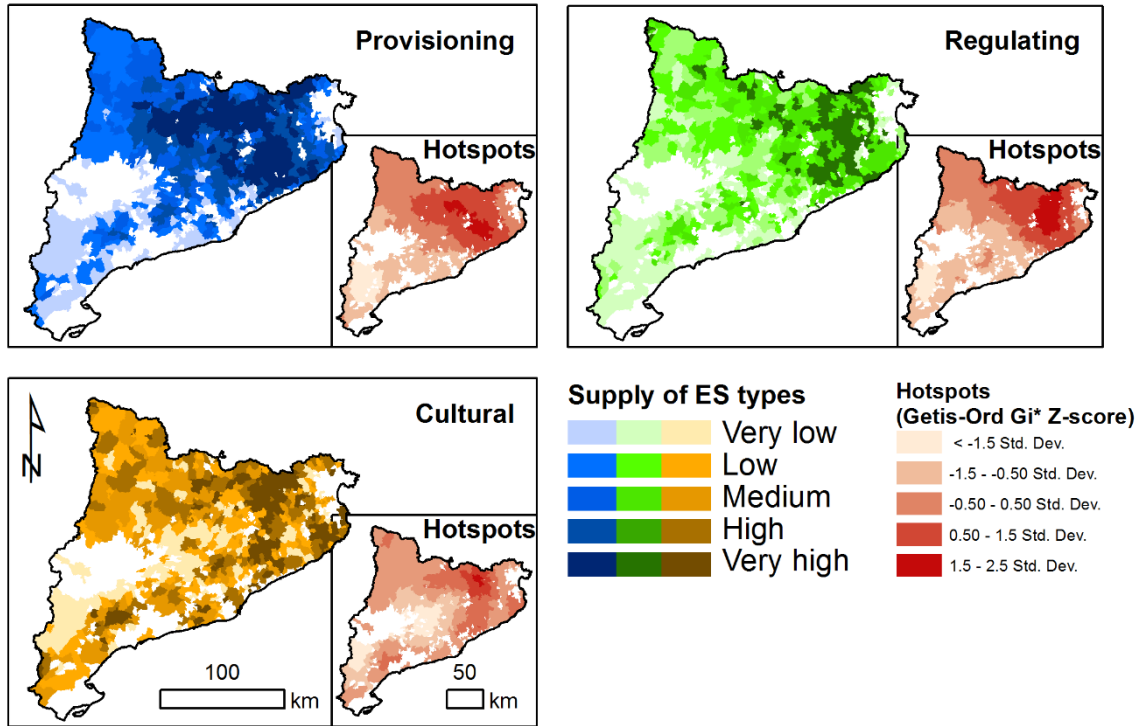 Provisioning
Hotspots
Regulating
Hotspots
N
Cultural
Hotspots
100
km
50
km
Supply of ES types
Very low
Low
Medium
High
Very high
Hotspots
(Getis-Ord Gi* Z-score)
< -1.5 Std. Dev.
-1.5 - -0.50 Std. Dev.
-0.50 - 0.50 Std. Dev.
0.50 - 1.5 Std. Dev.
1.5 - 2.5 Std. Dev.